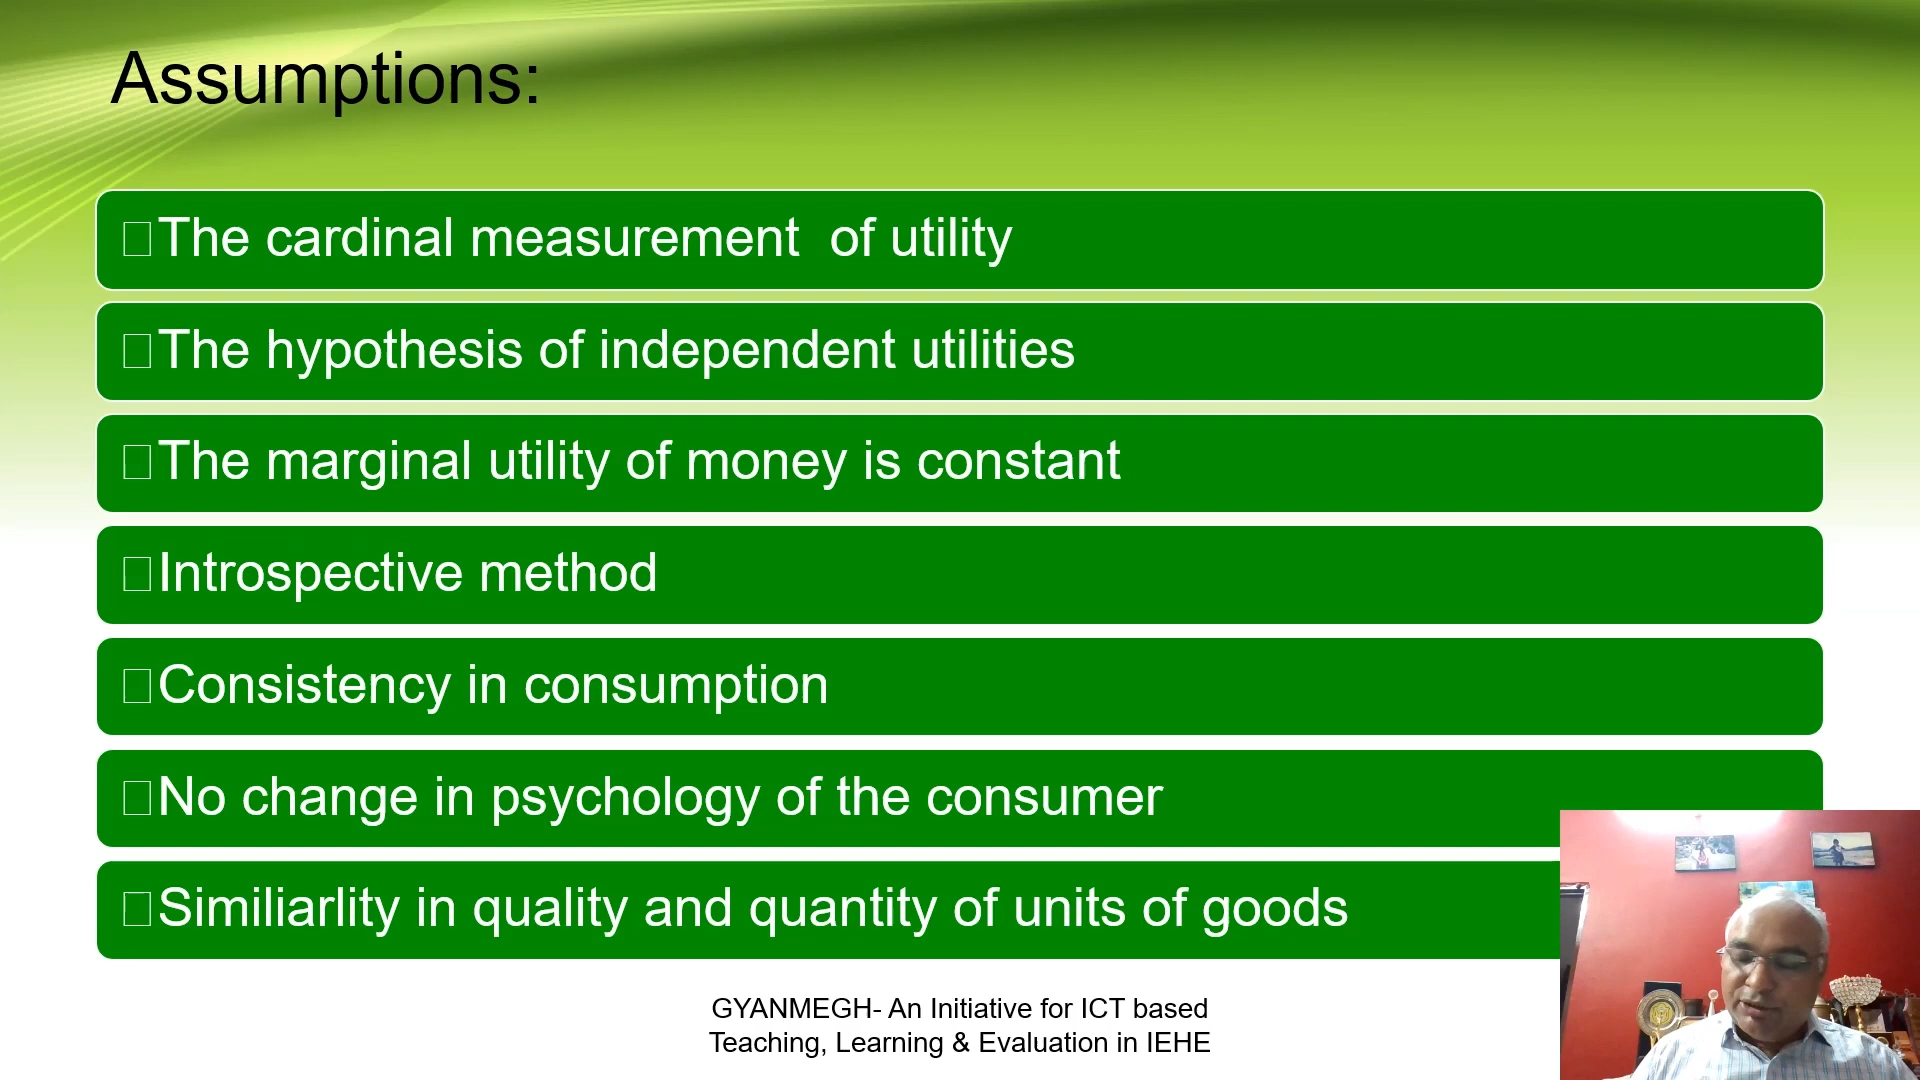 Assumptions:
The cardinal measurement  of utility
The hypothesis of independent utilities
The marginal utility of money is constant
Introspective method
Consistency in consumption
No change in psychology of the consumer
Similiarlity in quality and quantity of units of goods
GYANMEGH- An Initiative for ICT based
Teaching, Learning & Evaluation in IEHE